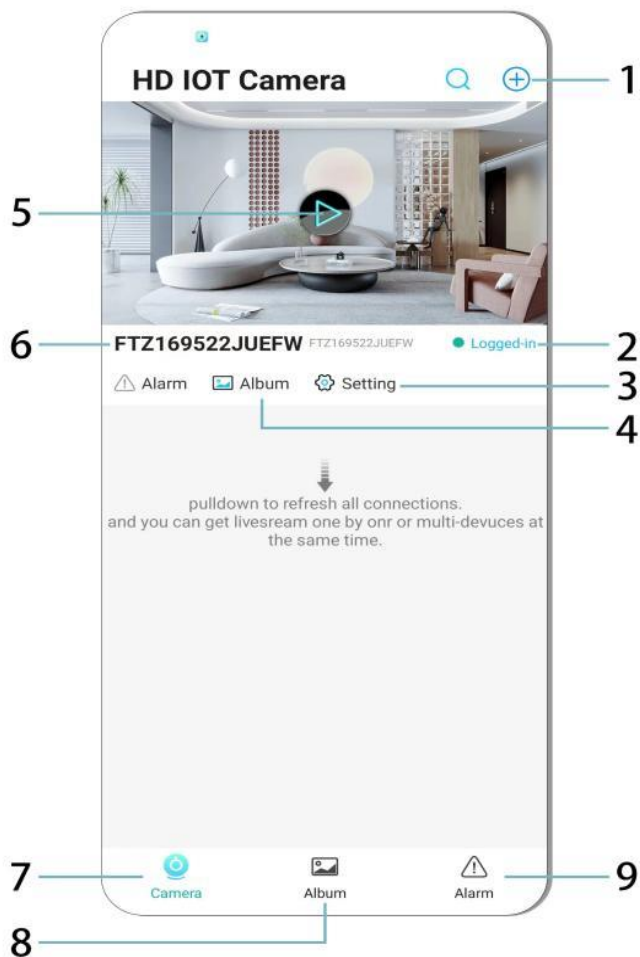 HD IOT Camera
1
5
6
FTZ169522JUEFW FTZ169522JUEFW Logged-in
2
Alarm Album Setting
3
4
pulldown to refresh all connections.
and you can get livesream one by onr or multi-devuces at
the same time.
7
Camera Album Alarm
9
8